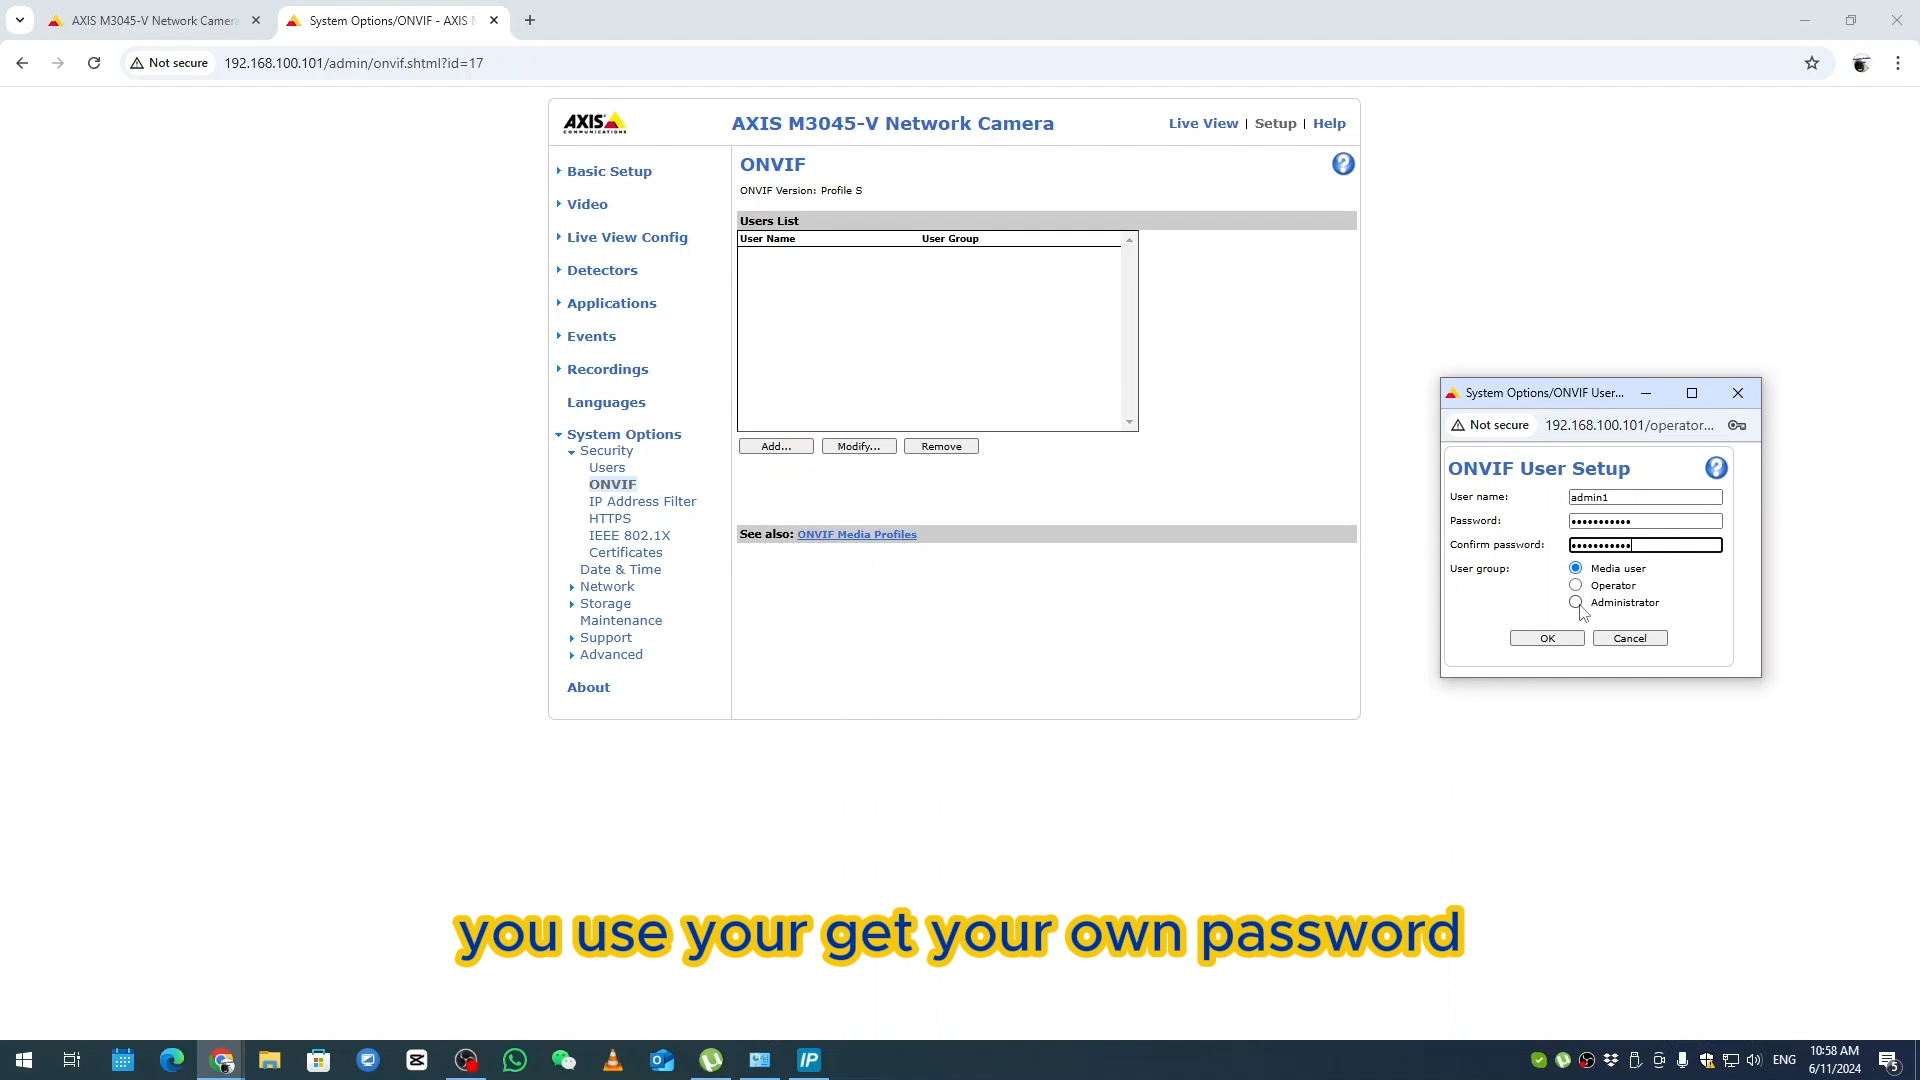 AXIS M3045-V Network Camera
System Options/ONVIF - AXIS M
Not secure
192.168.100.101/admin/onvif.shtml?id=17
AXIS
COMMUNICATIONS
AXIS M3045-V Network Camera
Live View | Setup | Help
Basic Setup
Video
Live View Config
Detectors
Applications
Events
Recordings
Languages
System Options
Security
Users
ONVIF
IP Address Filter
HTTPS
IEEE 802.1X
Certificates
Date & Time
Network
Storage
Maintenance
Support
Advanced
About
ONVIF
ONVIF Version: Profile S
Users List
User Name User Group
Add... Modify... Remove
See also: ONVIF Media Profiles
System Options/ONVIF User...
Not secure 192.168.100.101/operator...
ONVIF User Setup
User name: admin1
Password: •••••••••••
Confirm password: •••••••••••
User group: Media user
Operator
Administrator
OK Cancel
you use your get your own password
IP
ENG
10:58 AM
6/11/2024
5